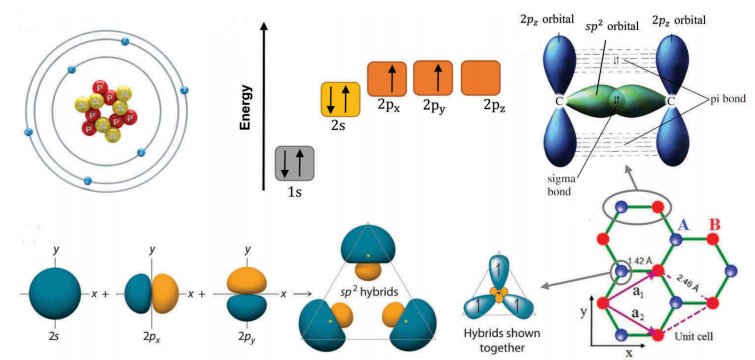 P
P
P
P
P
P
Energy
1s
2s
2px
2py
2pz
2pz orbital
sp2 orbital
2pz orbital
C
C
pi bond
sigma
bond
y
x
+
2s
y
x
+
2px
y
x
2py
sp2 hybrids
Hybrids shown
together
A
B
1.42 Å
2.46 Å
a1
a2
y
x
Unit cell